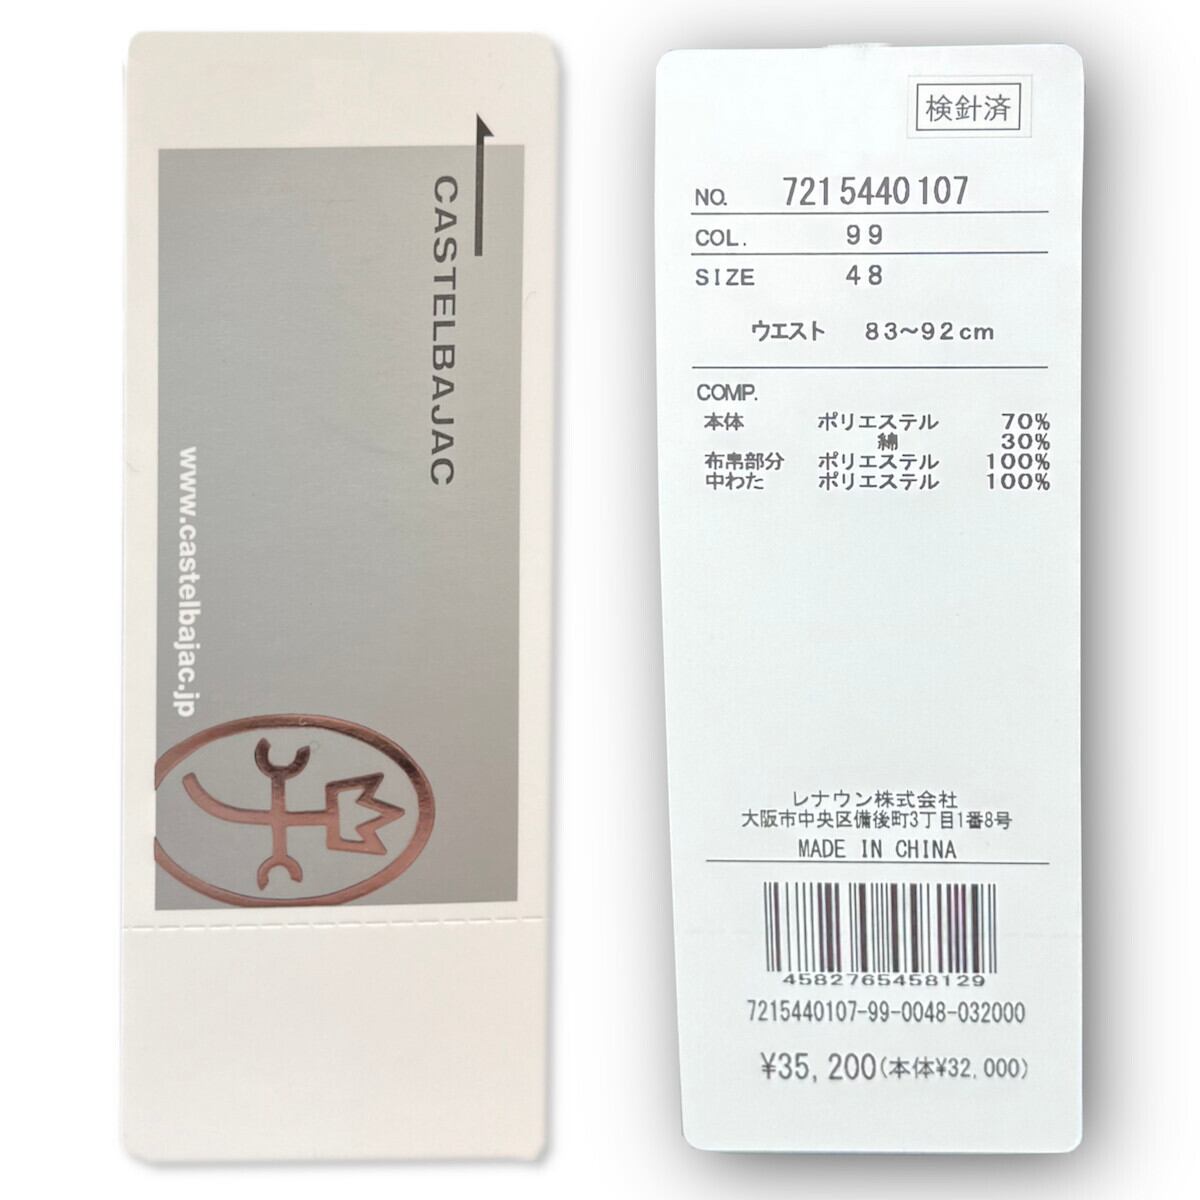 CASTELBAJAC
www.castelbajac.jp
検針済
NO. 7215440107
COL. 99
SIZE 48
ウエスト 83～92cm
COMP.
本体 ポリエステル 70%
綿 30%
布帛部分 ポリエステル 100%
中わた ポリエステル 100%
レナウン株式会社
大阪市中央区備後町3丁目1番8号
MADE IN CHINA
4582765458129
7215440107-99-0048-032000
¥35,200(本体¥32,000)